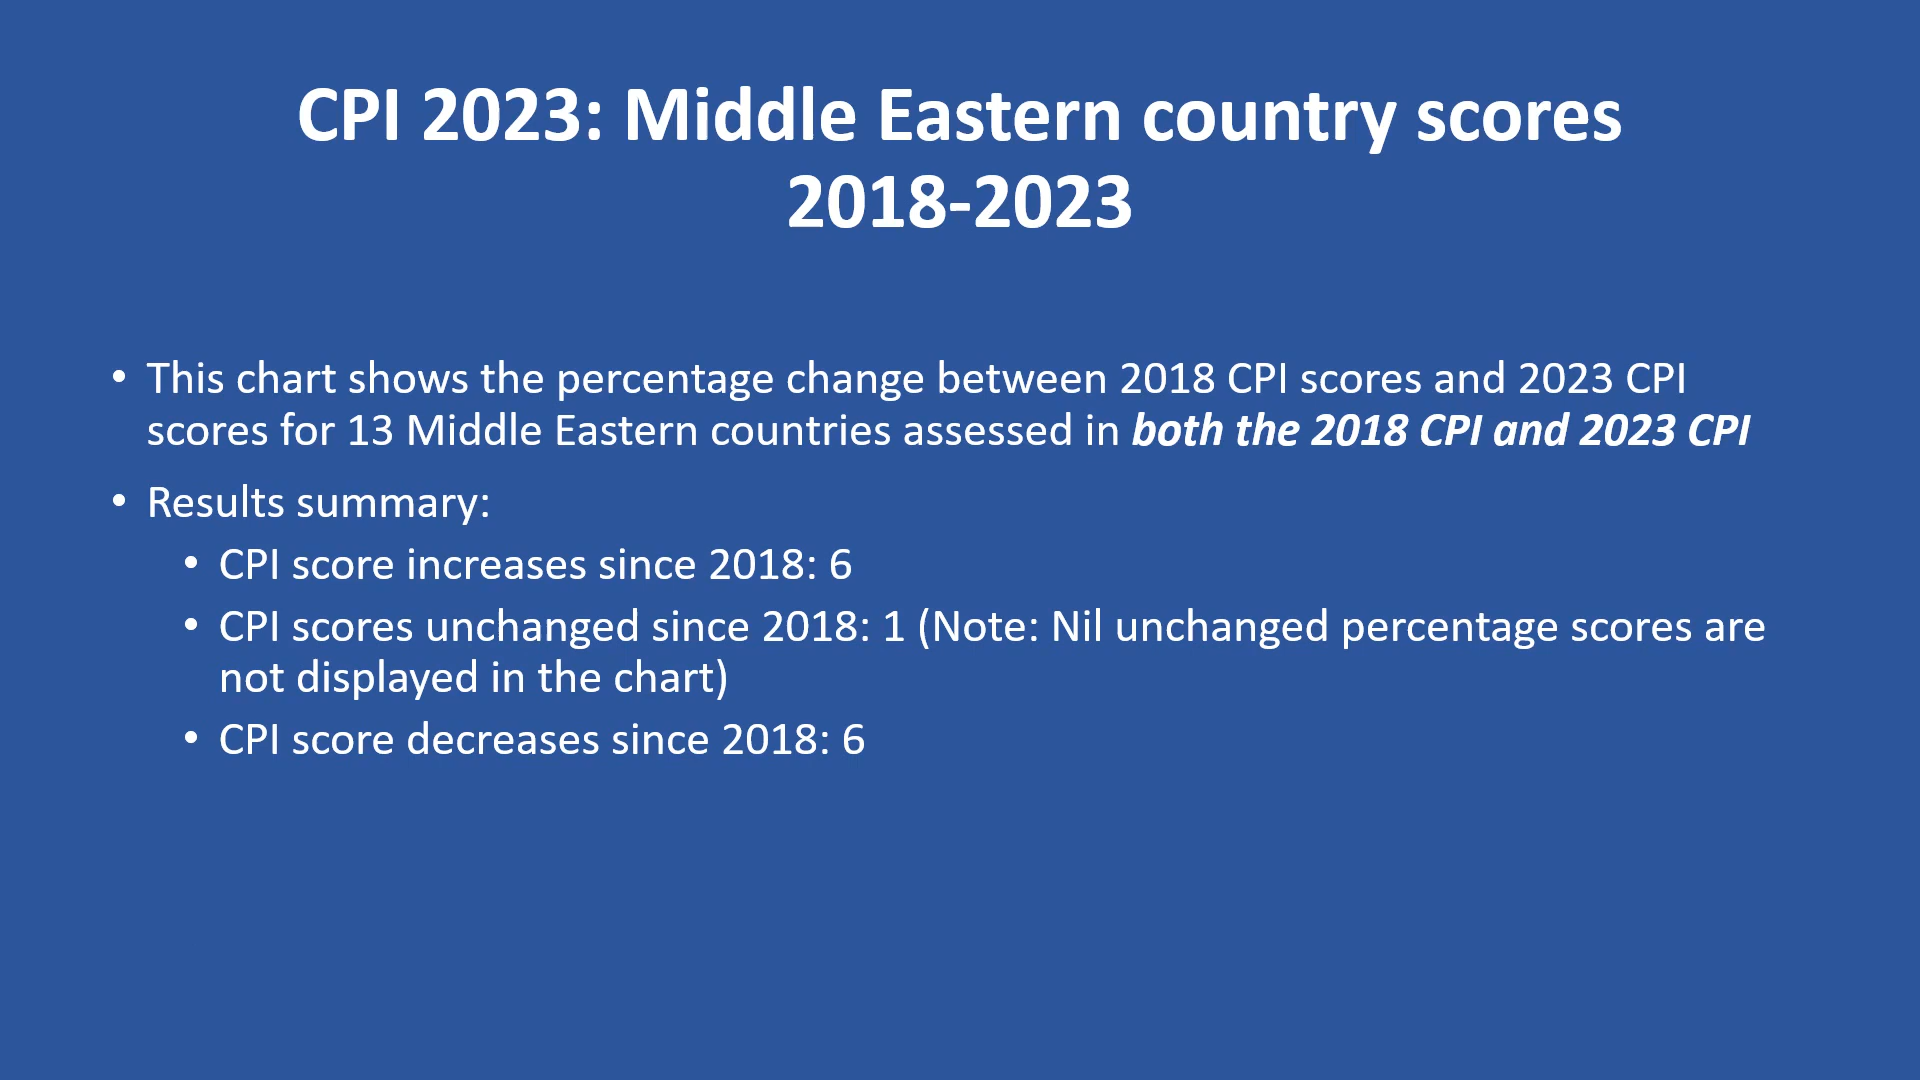 CPI 2023: Middle Eastern country scores
2018-2023
• This chart shows the percentage change between 2018 CPI scores and 2023 CPI
scores for 13 Middle Eastern countries assessed in both the 2018 CPI and 2023 CPI
• Results summary:
• CPI score increases since 2018: 6
• CPI scores unchanged since 2018: 1 (Note: Nil unchanged percentage scores are
not displayed in the chart)
• CPI score decreases since 2018: 6